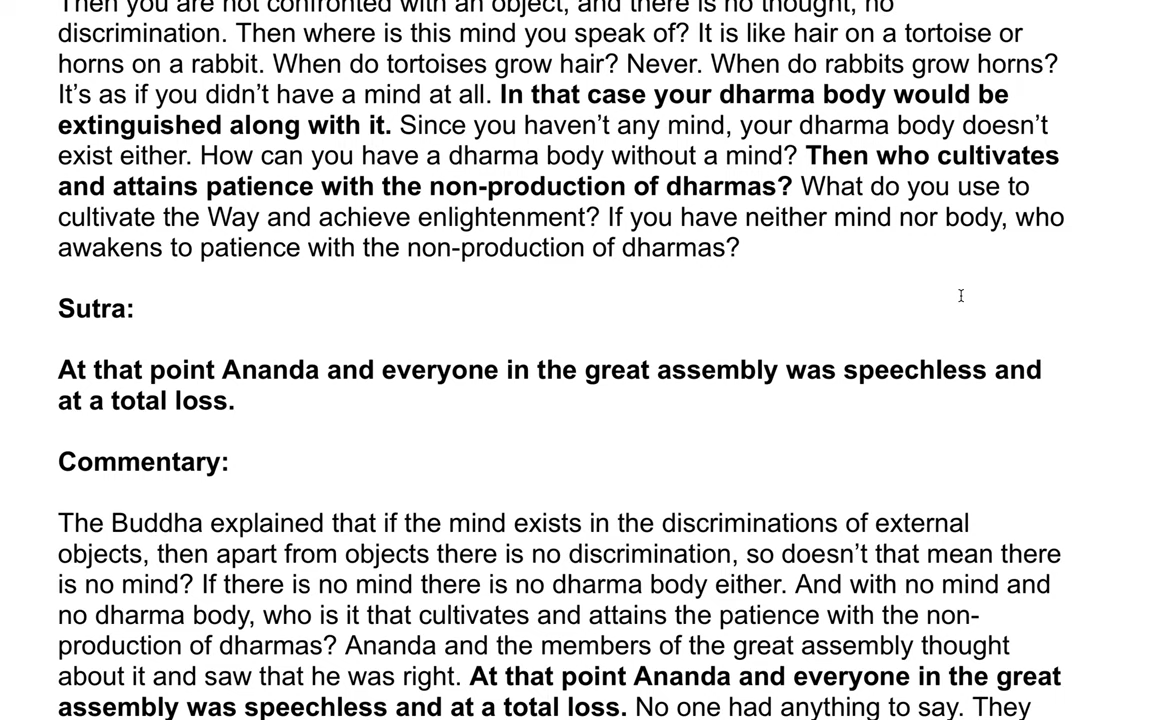 Then you are not confronted with an object, and there is no thought, no
discrimination. Then where is this mind you speak of? It is like hair on a tortoise or
horns on a rabbit. When do tortoises grow hair? Never. When do rabbits grow horns?
It’s as if you didn’t have a mind at all. In that case your dharma body would be
extinguished along with it. Since you haven’t any mind, your dharma body doesn’t
exist either. How can you have a dharma body without a mind? Then who cultivates
and attains patience with the non-production of dharmas? What do you use to
cultivate the Way and achieve enlightenment? If you have neither mind nor body, who
awakens to patience with the non-production of dharmas?
Sutra:
At that point Ananda and everyone in the great assembly was speechless and
at a total loss.
Commentary:
The Buddha explained that if the mind exists in the discriminations of external
objects, then apart from objects there is no discrimination, so doesn’t that mean there
is no mind? If there is no mind there is no dharma body either. And with no mind and
no dharma body, who is it that cultivates and attains the patience with the non-
production of dharmas? Ananda and the members of the great assembly thought
about it and saw that he was right. At that point Ananda and everyone in the great
assembly was speechless and at a total loss. No one had anything to say. They